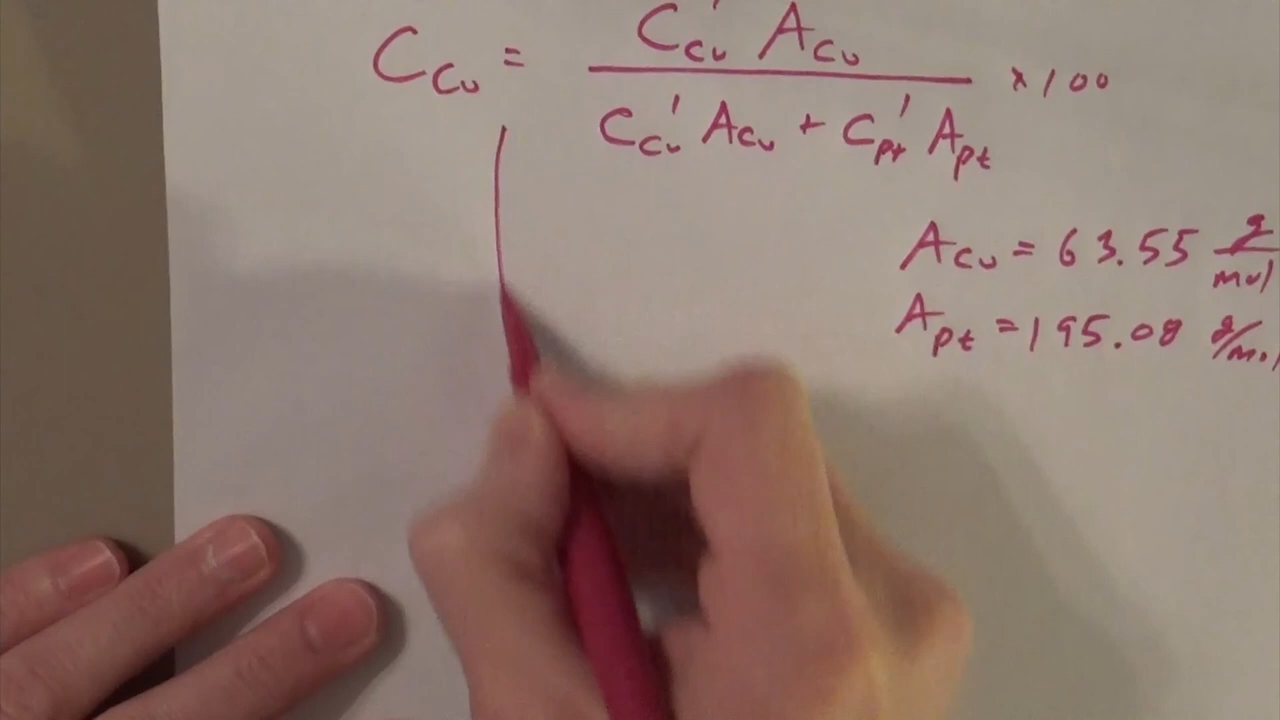 C_Cu = C'_Cu A_Cu / (C'_Cu A_Cu + C'_Pt A_Pt) × 100
A_Cu = 63.55 g/mol
A_Pt = 195.08 g/mol